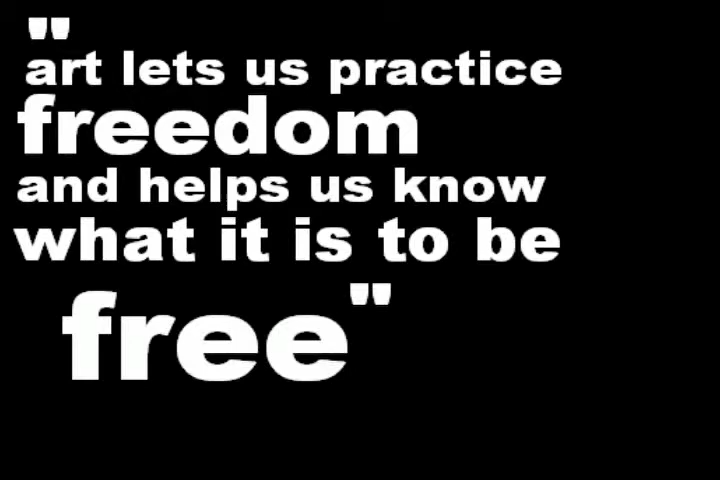 "
art lets us practice
freedom
and helps us know
what it is to be
free"